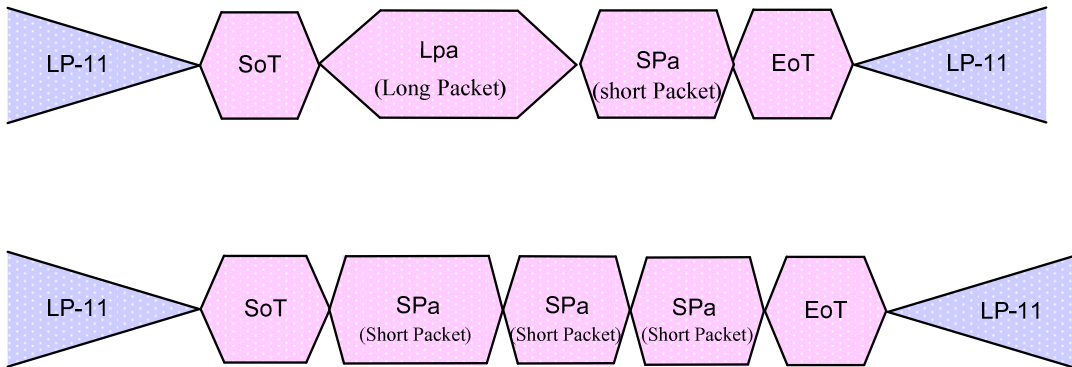 LP-11
SoT
Lpa
(Long Packet)
SPa
(short Packet)
EoT
LP-11
LP-11
SoT
SPa
(Short Packet)
SPa
(Short Packet)
SPa
(Short Packet)
EoT
LP-11